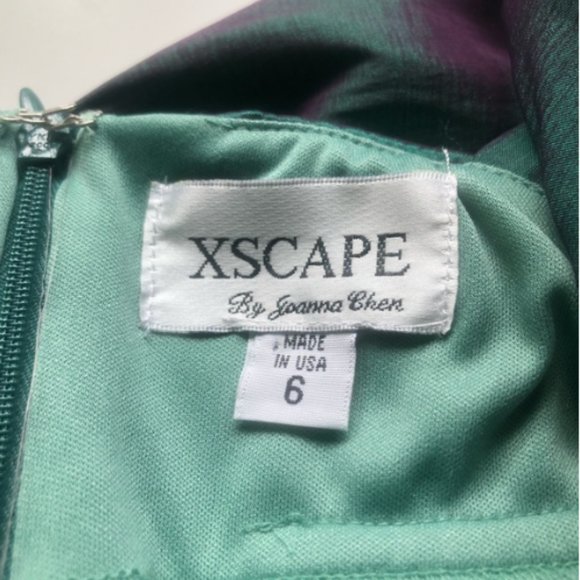 XSCAPE
By Joanna Chen
MADE
IN USA
6